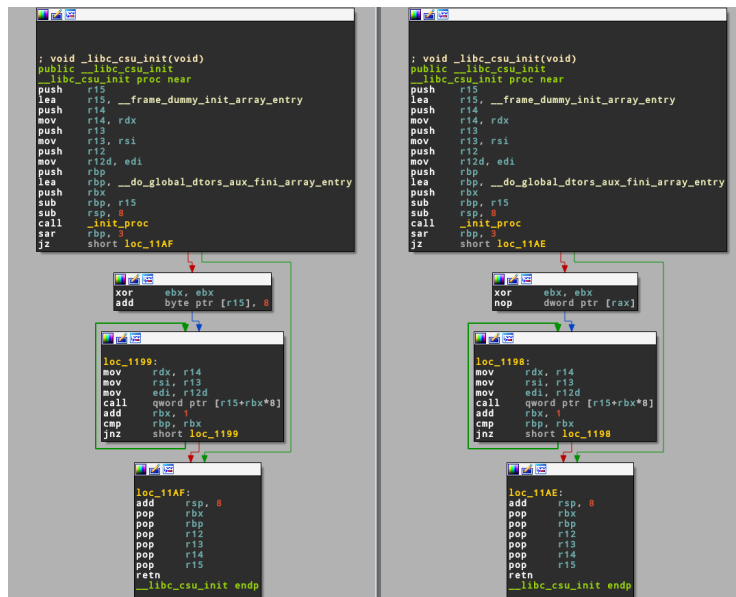 ; void _libc_csu_init(void)
public __libc_csu_init
__libc_csu_init proc near
push r15
lea r15, __frame_dummy_init_array_entry
push r14
mov r14, rdx
push r13
mov r13, rsi
push r12
mov r12d, edi
push rbp
lea rbp, __do_global_dtors_aux_fini_array_entry
push rbx
sub rbp, r15
sub rsp, 8
call _init_proc
sar rbp, 3
jz short loc_11AF
xor ebx, ebx
add byte ptr [r15], 8
loc_1199:
mov rdx, r14
mov rsi, r13
mov edi, r12d
call qword ptr [r15+rbx*8]
add rbx, 1
cmp rbp, rbx
jnz short loc_1199
loc_11AF:
add rsp, 8
pop rbx
pop rbp
pop r12
pop r13
pop r14
pop r15
retn
__libc_csu_init endp
; void _libc_csu_init(void)
public __libc_csu_init
__libc_csu_init proc near
push r15
lea r15, __frame_dummy_init_array_entry
push r14
mov r14, rdx
push r13
mov r13, rsi
push r12
mov r12d, edi
push rbp
lea rbp, __do_global_dtors_aux_fini_array_entry
push rbx
sub rbp, r15
sub rsp, 8
call _init_proc
sar rbp, 3
jz short loc_11AE
xor ebx, ebx
nop dword ptr [rax]
loc_1198:
mov rdx, r14
mov rsi, r13
mov edi, r12d
call qword ptr [r15+rbx*8]
add rbx, 1
cmp rbp, rbx
jnz short loc_1198
loc_11AE:
add rsp, 8
pop rbx
pop rbp
pop r12
pop r13
pop r14
pop r15
retn
__libc_csu_init endp